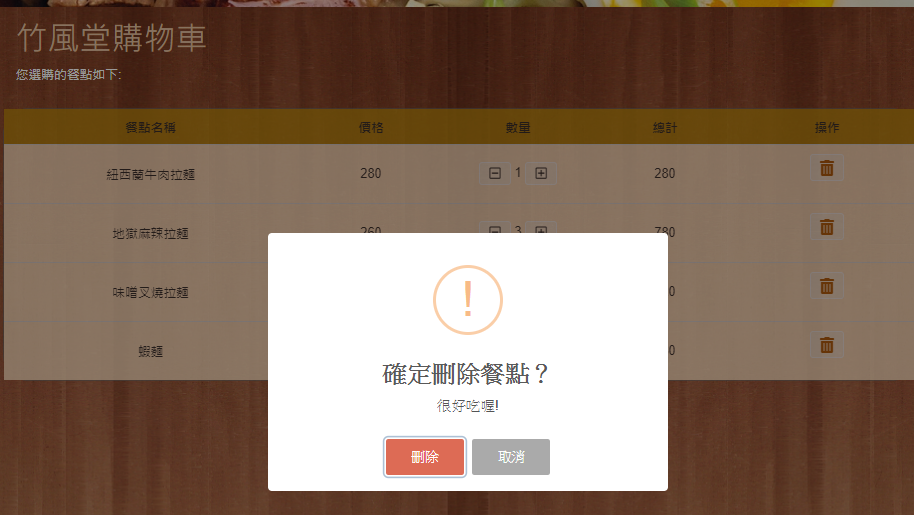 竹風堂購物車
您選購的餐點如下:
餐點名稱 價格 數量 總計 操作
紐西蘭牛肉拉麵 280 1 280
地獄麻辣拉麵 260 3 780
味噌叉燒拉麵
蝦麵
!
確定刪除餐點？
很好吃喔!
刪除 取消